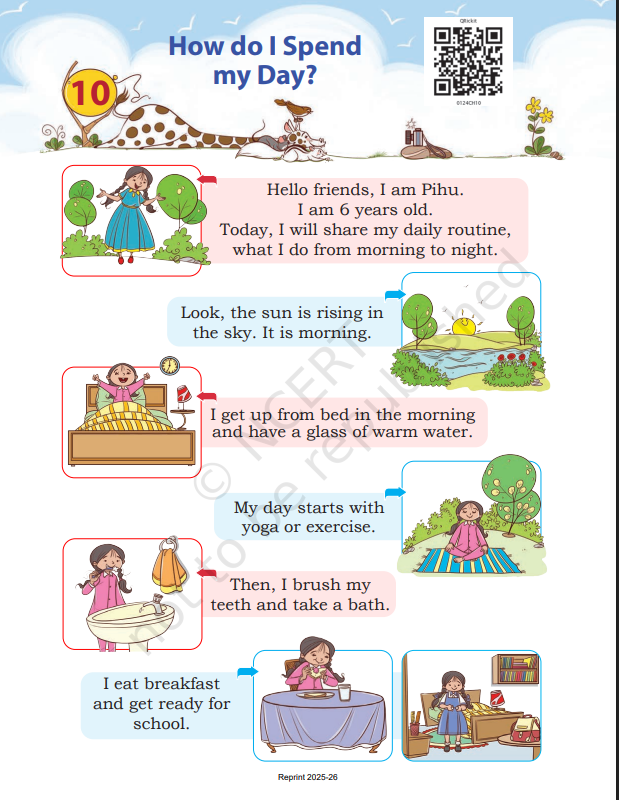 QRickit
How do I Spend
my Day?
0124CH10
10
Hello friends, I am Pihu.
I am 6 years old.
Today, I will share my daily routine,
what I do from morning to night.
Look, the sun is rising in
the sky. It is morning.
I get up from bed in the morning
and have a glass of warm water.
My day starts with
yoga or exercise.
Then, I brush my
teeth and take a bath.
I eat breakfast
and get ready for
school.
© NCERT
not to be republished
Reprint 2025-26